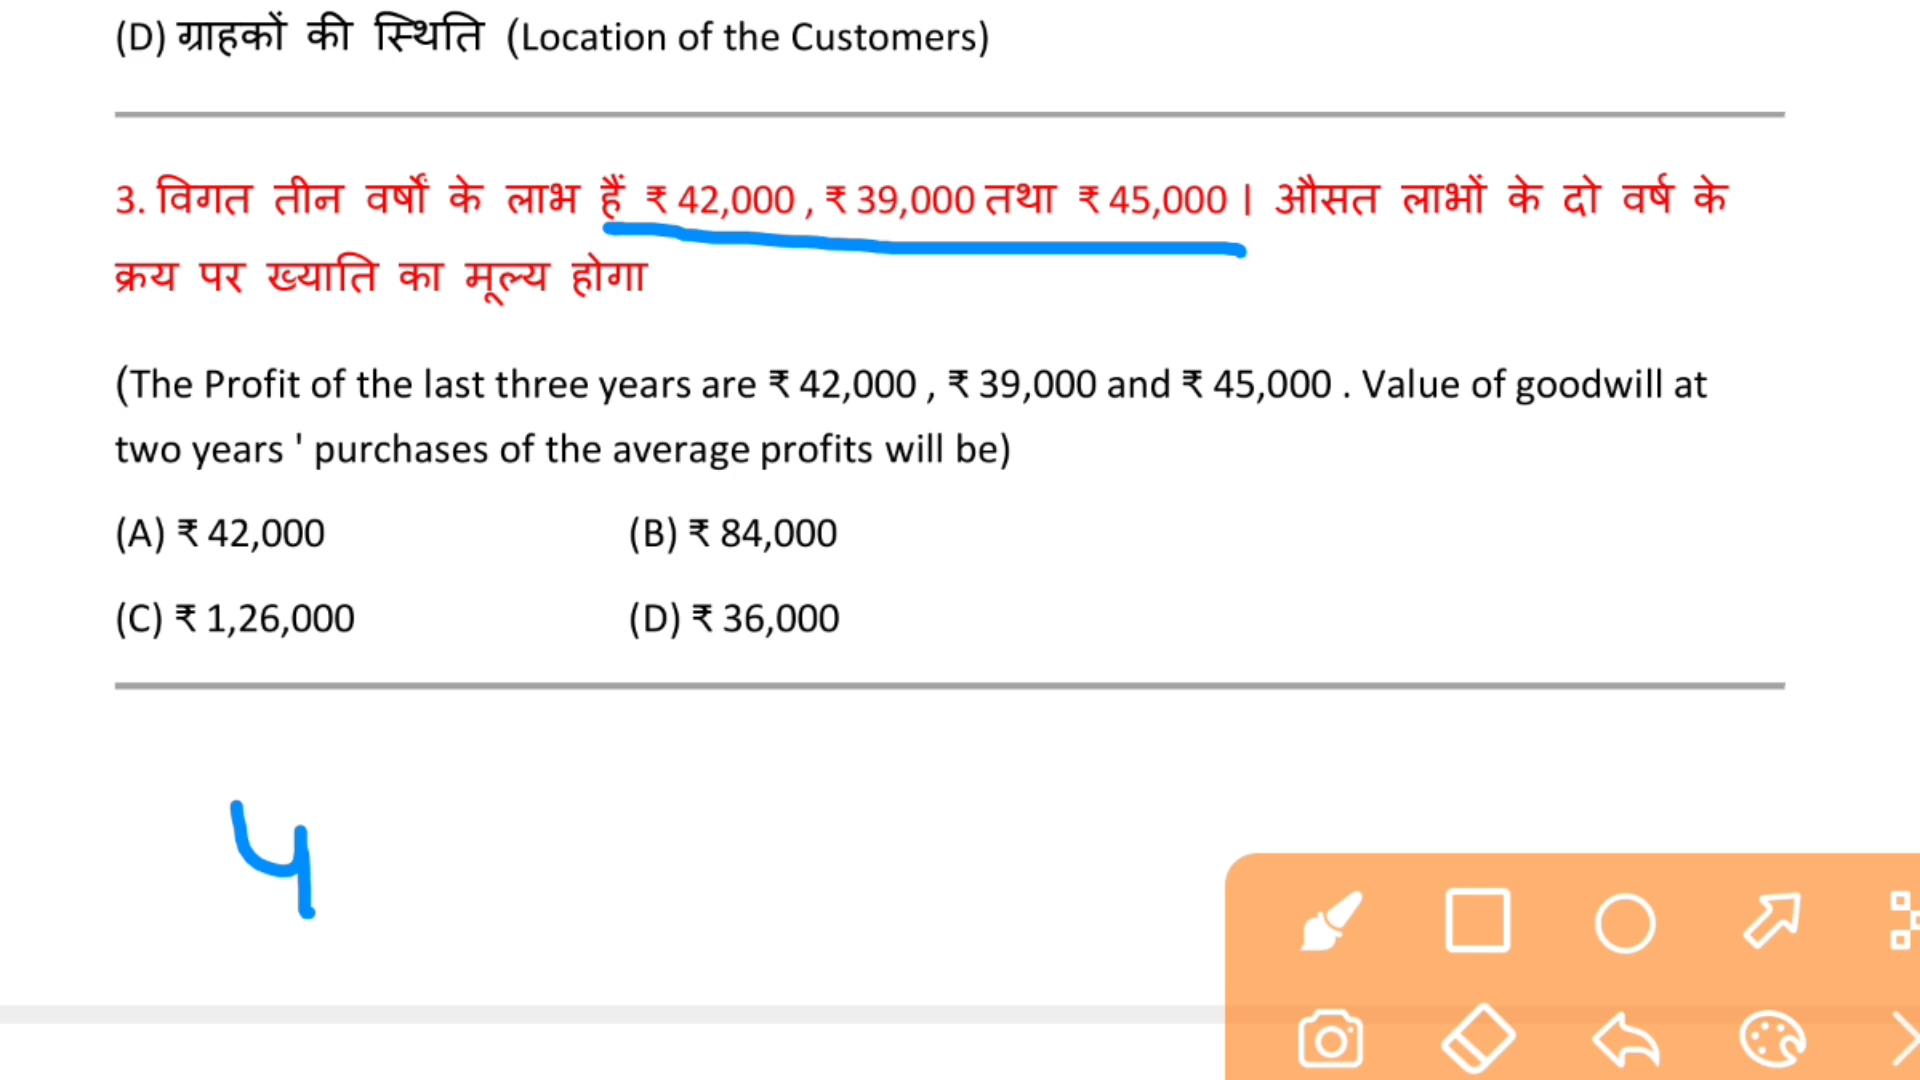 (D) ग्राहकों की स्थिति (Location of the Customers)
3. विगत तीन वर्षों के लाभ हैं ₹ 42,000 , ₹ 39,000 तथा ₹ 45,000 | औसत लाभों के दो वर्ष के
क्रय पर ख्याति का मूल्य होगा
(The Profit of the last three years are ₹ 42,000 , ₹ 39,000 and ₹ 45,000 . Value of goodwill at
two years ' purchases of the average profits will be)
(A) ₹ 42,000 (B) ₹ 84,000
(C) ₹ 1,26,000 (D) ₹ 36,000
4